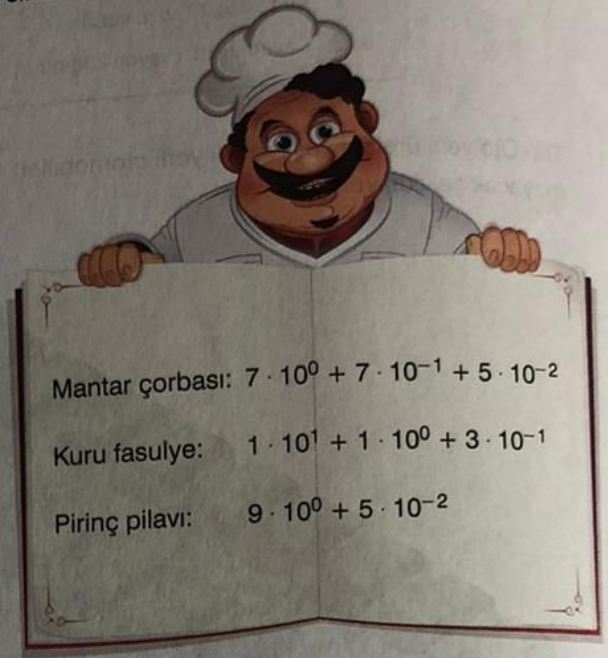 Mantar çorbası: 7 · 10⁰ + 7 · 10⁻¹ + 5 · 10⁻²
Kuru fasulye: 1 · 10¹ + 1 · 10⁰ + 3 · 10⁻¹
Pirinç pilavı: 9 · 10⁰ + 5 · 10⁻²